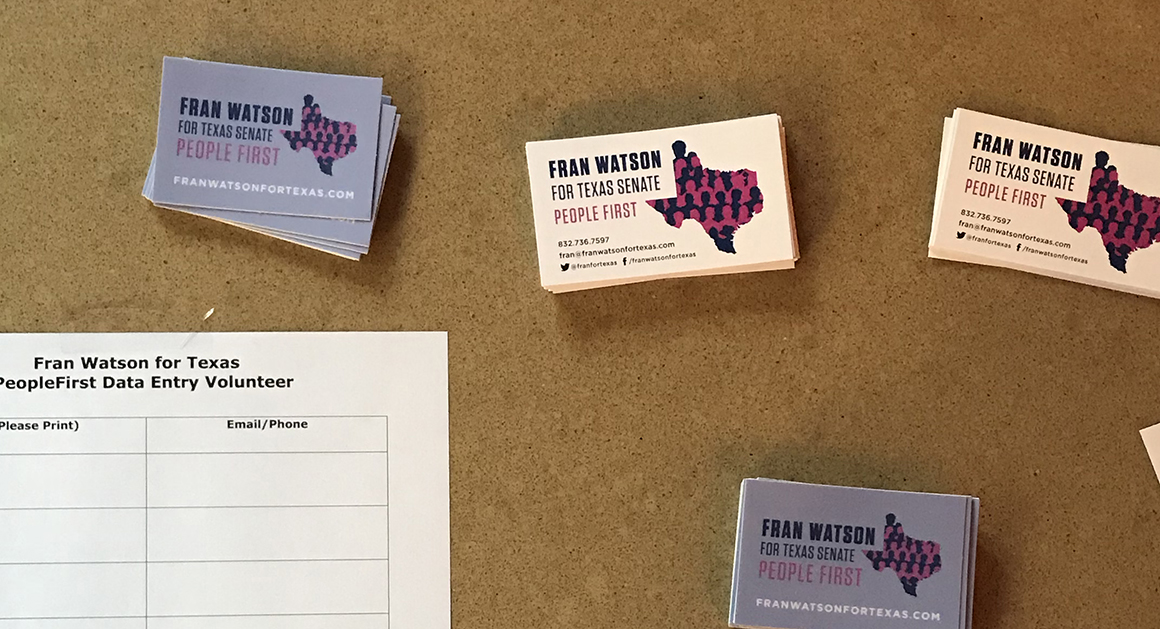 FRAN WATSON
FOR TEXAS SENATE
PEOPLE FIRST
FRANWATSONFORTEXAS.COM
FRAN WATSON
FOR TEXAS SENATE
PEOPLE FIRST
832.736.7597
fran@franwatsonfortexas.com
@franfortexas /franwatsonfortexas
FRAN WATSON
FOR TEXAS SENATE
PEOPLE FIRST
832.736.7597
fran@franwatsonfortexas.com
@franfortexas /franwatsonfortexas
Fran Watson for Texas
PeopleFirst Data Entry Volunteer
Please Print) Email/Phone
FRAN WATSON
FOR TEXAS SENATE
PEOPLE FIRST
FRANWATSONFORTEXAS.COM